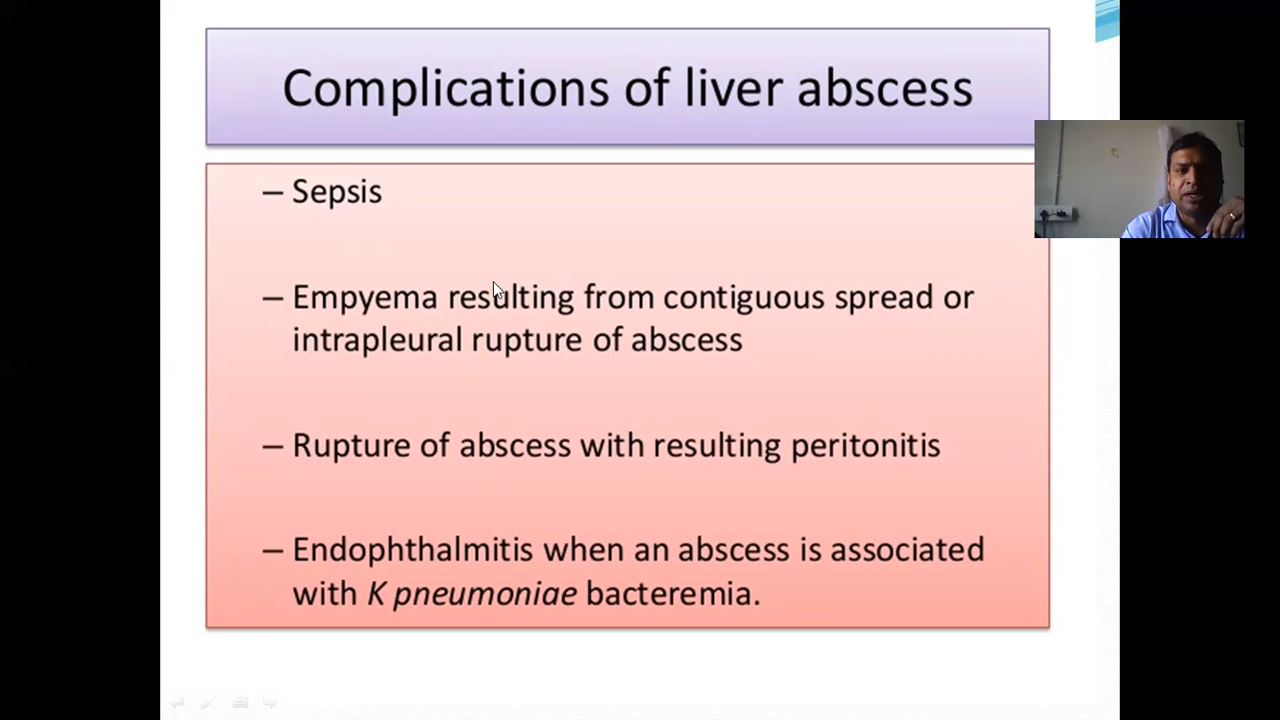 Complications of liver abscess
– Sepsis
– Empyema resulting from contiguous spread or
intrapleural rupture of abscess
– Rupture of abscess with resulting peritonitis
– Endophthalmitis when an abscess is associated
with K pneumoniae bacteremia.